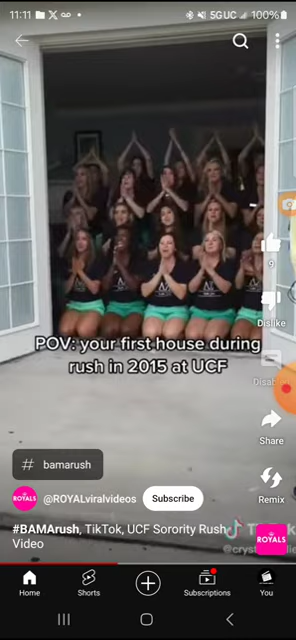 11:11
5GUC 100%
POV: your first house during
rush in 2015 at UCF
9
Dislike
Share
Remix
# bamarush
ROYALS
@ROYALviralvideos
Subscribe
#BAMArush, TikTok, UCF Sorority Rush
Video
ROYALS
Home
Shorts
Subscriptions
You